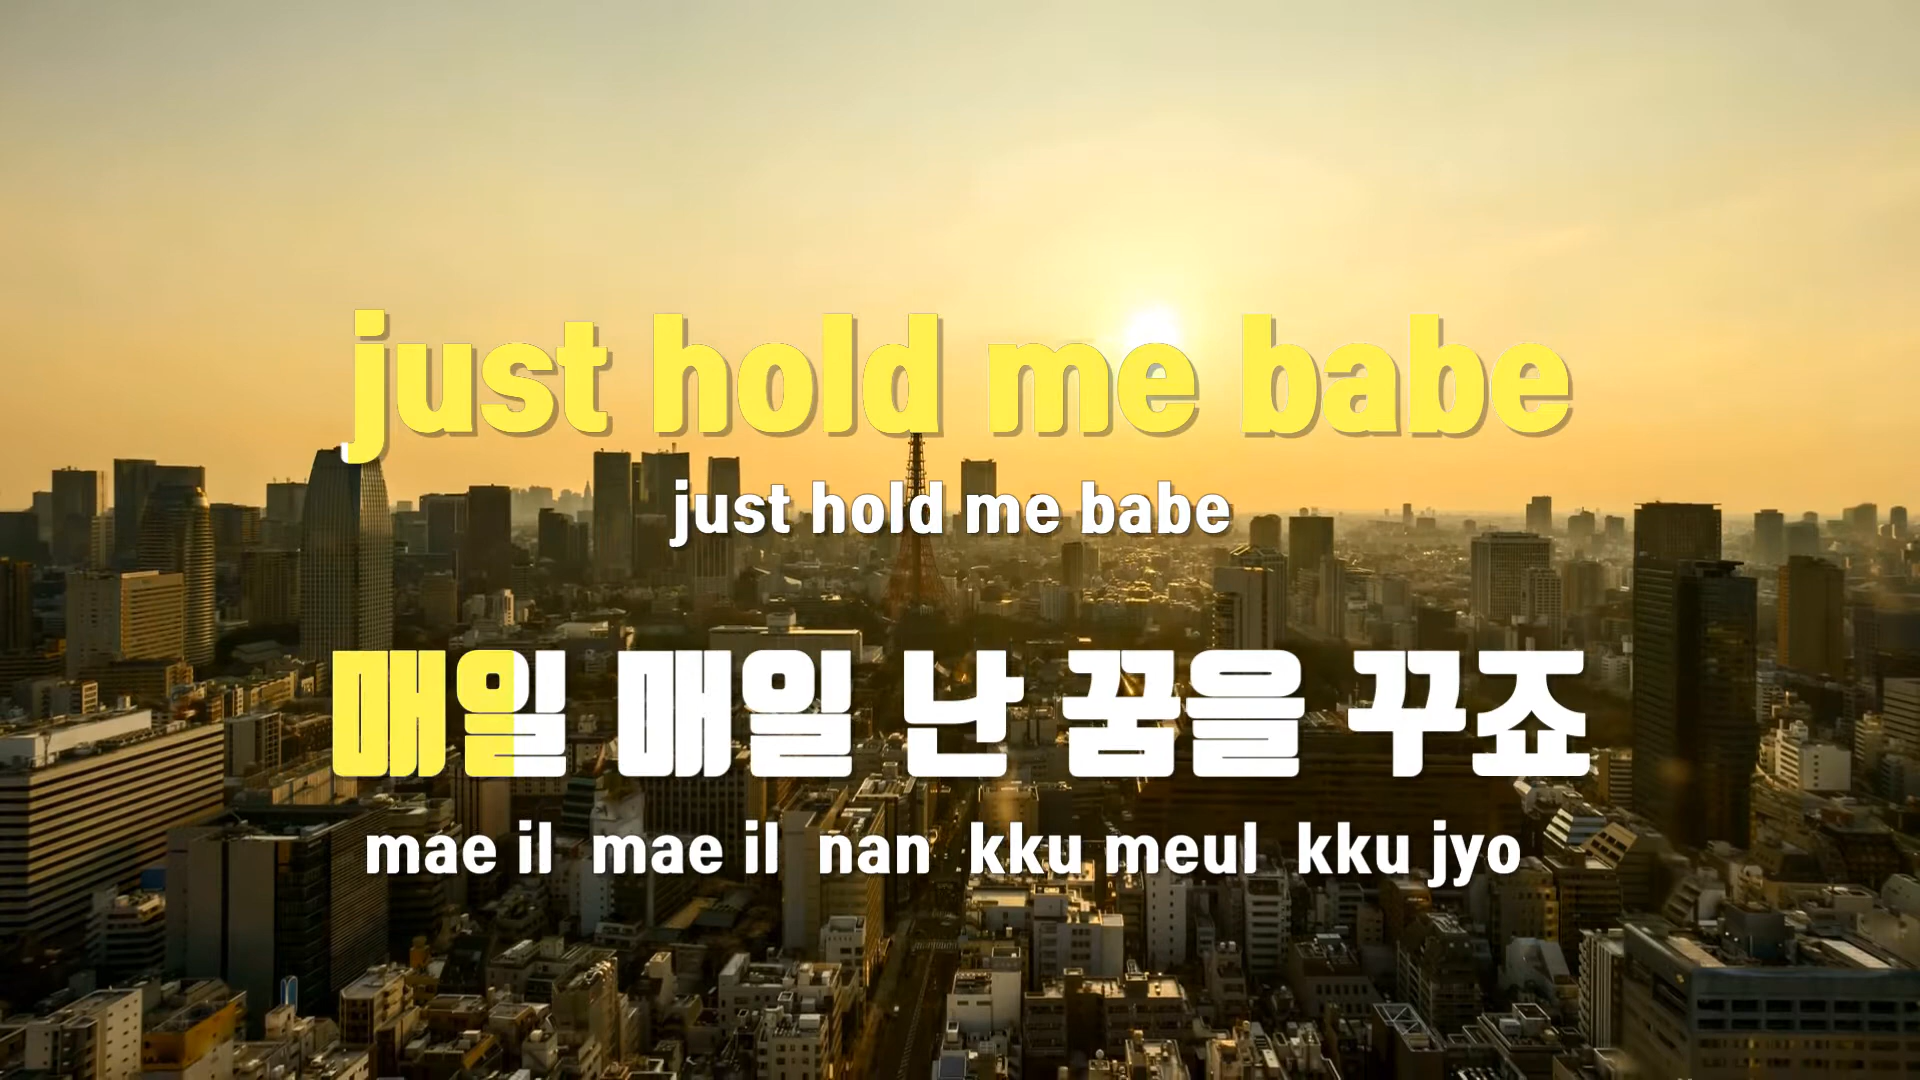 just hold me babe
just hold me babe
매일 매일 난 꿈을 꾸죠
mae il mae il nan kku meul kku jyo